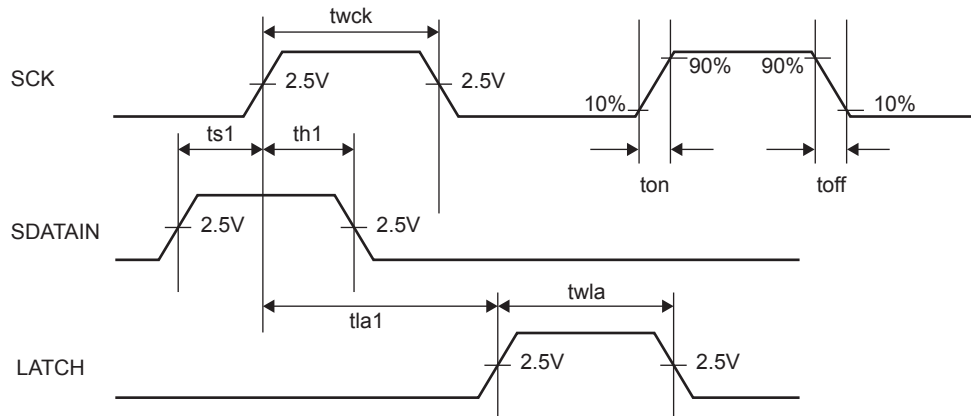 twck
SCK
2.5V
2.5V
10%
90%
90%
10%
ts1
th1
ton
toff
SDATAIN
2.5V
2.5V
tla1
twla
LATCH
2.5V
2.5V